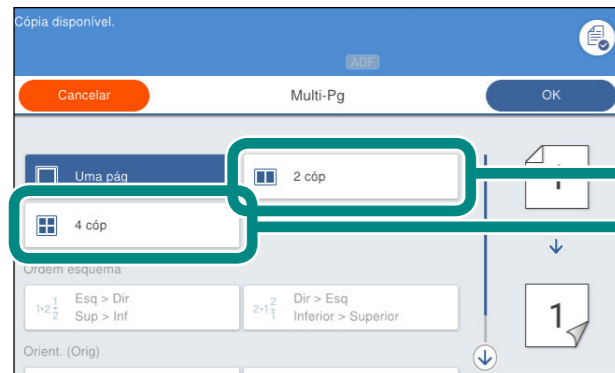 Cópia disponível.
ADF
Cancelar
Multi-Pg
OK
Uma pág
2 cóp
1
4 cóp
Ordem esquema
Esq > Dir
Sup > Inf
Dir > Esq
Inferior > Superior
1
Orient. (Orig)